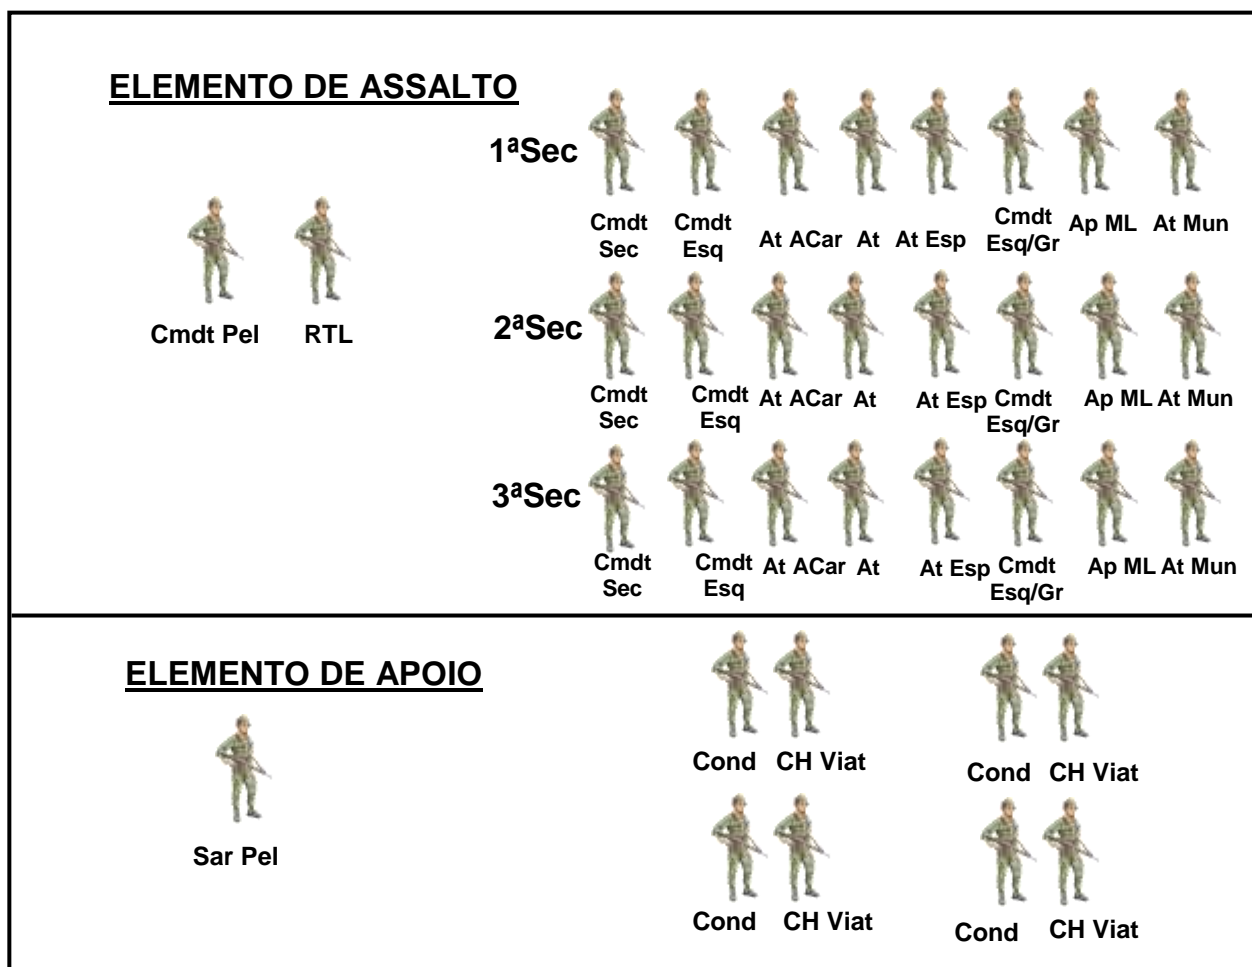 ELEMENTO DE ASSALTO
1ªSec
Cmdt Sec
Cmdt Esq
At ACar
At
At Esp
Cmdt Esq/Gr
Ap ML
At Mun
Cmdt Pel
RTL
2ªSec
Cmdt Sec
Cmdt Esq
At ACar
At
At Esp
Cmdt Esq/Gr
Ap ML
At Mun
3ªSec
Cmdt Sec
Cmdt Esq
At ACar
At
At Esp
Cmdt Esq/Gr
Ap ML
At Mun
ELEMENTO DE APOIO
Sar Pel
Cond
CH Viat
Cond
CH Viat
Cond
CH Viat
Cond
CH Viat